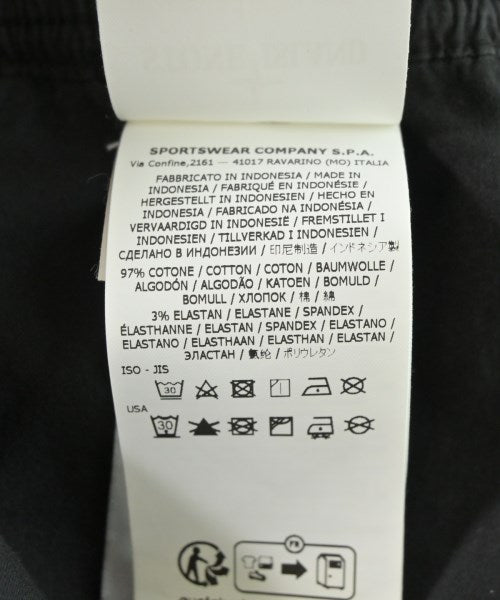 SPORTSWEAR COMPANY S.P.A.
Via Confine,2161 — 41017 RAVARINO (MO) ITALIA
FABBRICATO IN INDONESIA / MADE IN
INDONESIA / FABRIQUÉ EN INDONÉSIE /
HERGESTELLT IN INDONESIEN / HECHO EN
INDONESIA / FABRICADO NA INDONÉSIA /
VERVAARDIGD IN INDONESIË / FREMSTILLET I
INDONESIEN / TILLVERKAD I INDONESIEN /
СДЕЛАНО В ИНДОНЕЗИИ / 印尼制造 / インドネシア製
97% COTONE / COTTON / COTON / BAUMWOLLE /
ALGODÓN / ALGODÃO / KATOEN / BOMULD /
BOMULL / ХЛОПОК / 棉 / 綿
3% ELASTAN / ELASTANE / SPANDEX /
ÉLASTHANNE / ELASTAN / SPANDEX / ELASTANO /
ELASTANO / ELASTHAAN / ELASTHAN / ELASTAN /
ЭЛАСТАН / 氨纶 / ポリウレタン
ISO - JIS
30
USA
30
FR